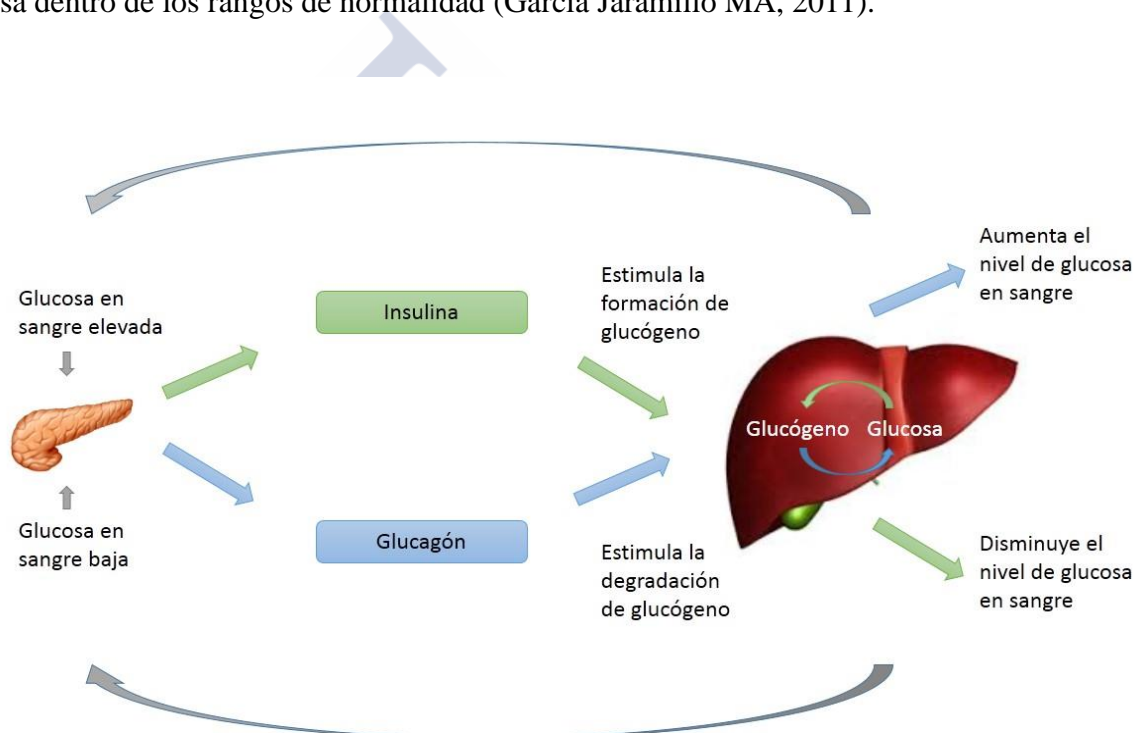 sa dentro de los rangos de normalidad (García Jaramillo MA, 2011).
Aumenta el
nivel de glucosa
en sangre
Glucosa en
sangre elevada
Insulina
Estimula la
formación de
glucógeno
Glucógeno Glucosa
Glucosa en
sangre baja
Glucagón
Estimula la
degradación
de glucógeno
Disminuye el
nivel de glucosa
en sangre